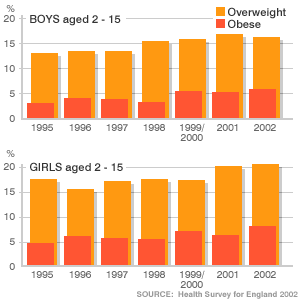 %
BOYS aged 2 - 15
Overweight
Obese
20
15
10
5
0
1995 1996 1997 1998 1999/ 2001 2002
2000
%
GIRLS aged 2 - 15
20
15
10
5
0
1995 1996 1997 1998 1999/ 2001 2002
2000
SOURCE: Health Survey for England 2002